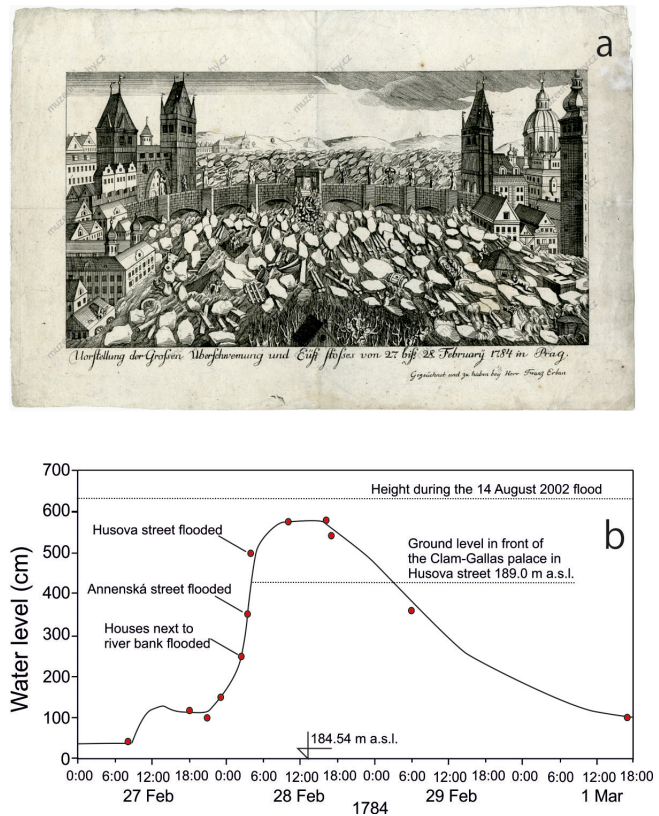 a
Vorstellung der Grosen Uberschwemung und Eüß stoßes von 27 biß 28 February 1784 in Prag.
Gezeichnet und zu haben bey Herr Franz Erban
b
700
600
500
400
300
200
100
0
Water level (cm)
Height during the 14 August 2002 flood
Husova street flooded
Ground level in front of
the Clam-Gallas palace in
Husova street 189.0 m a.s.l.
Annenská street flooded
Houses next to
river bank flooded
184.54 m a.s.l.
0:00 6:00 12:00 18:00 0:00 6:00 12:00 18:00 0:00 6:00 12:00 18:00 0:00 6:00 12:00 18:00
27 Feb 28 Feb 29 Feb 1 Mar
1784